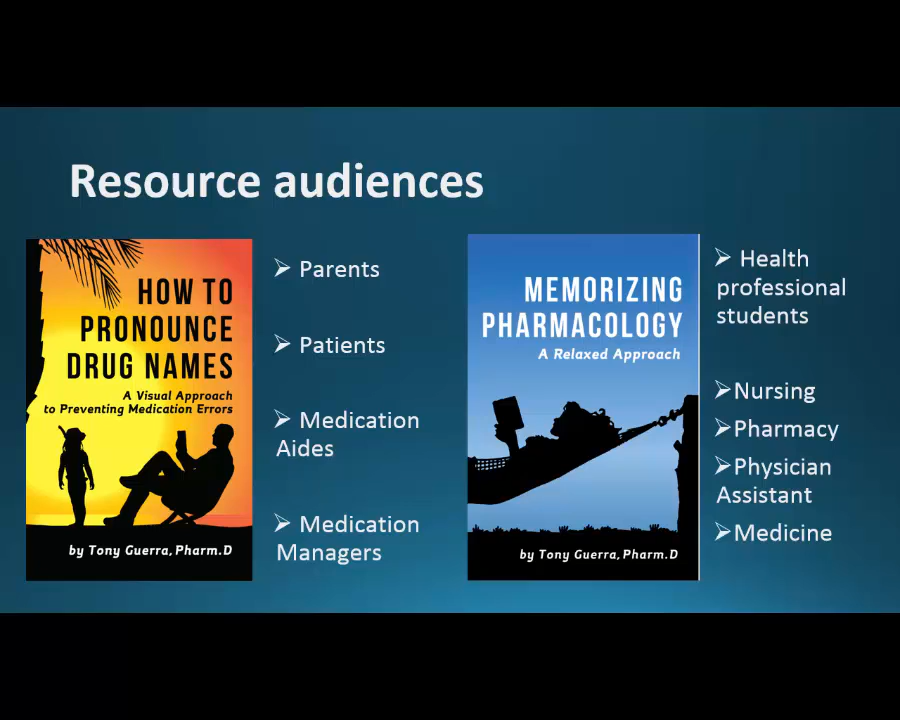 Resource audiences
HOW TO
PRONOUNCE
DRUG NAMES
A Visual Approach
to Preventing Medication Errors
by Tony Guerra, Pharm.D
➢ Parents
➢ Patients
➢ Medication
Aides
➢ Medication
Managers
MEMORIZING
PHARMACOLOGY
A Relaxed Approach
by Tony Guerra, Pharm.D
➢ Health
professional
students
➢Nursing
➢Pharmacy
➢Physician
Assistant
➢Medicine